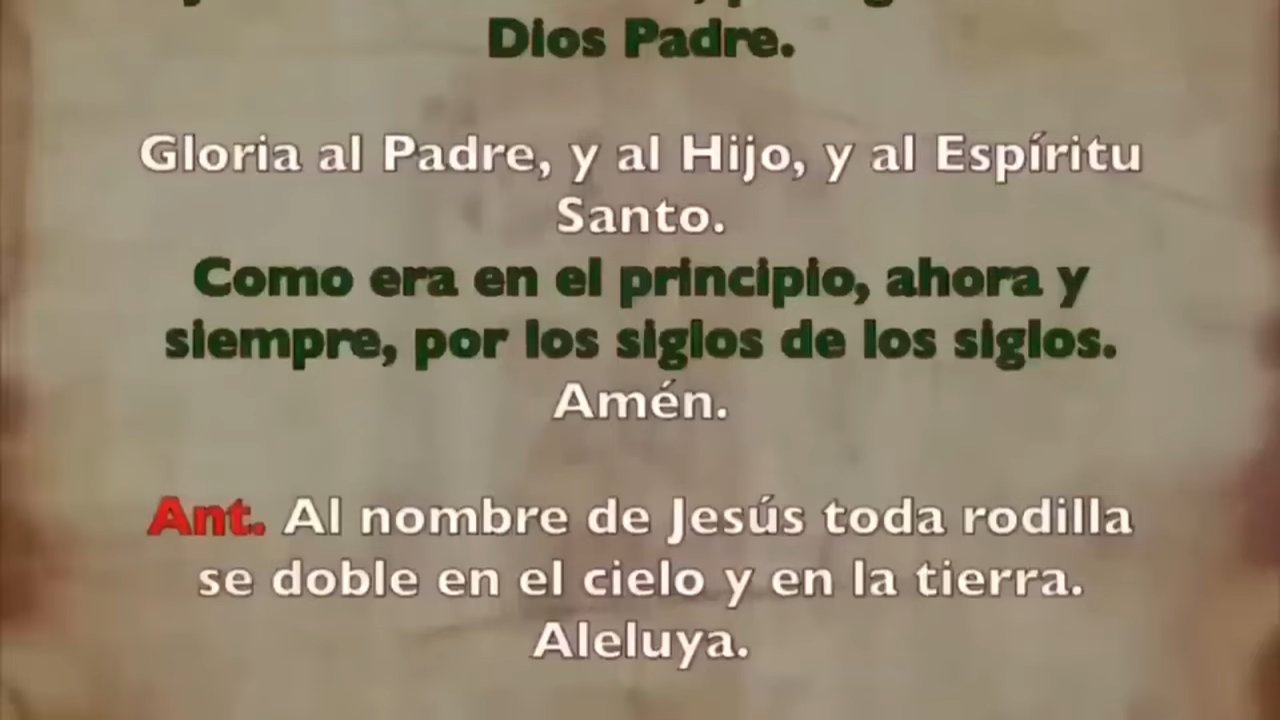 Dios Padre.
Gloria al Padre, y al Hijo, y al Espíritu
Santo.
Como era en el principio, ahora y
siempre, por los siglos de los siglos.
Amén.
Ant. Al nombre de Jesús toda rodilla
se doble en el cielo y en la tierra.
Aleluya.